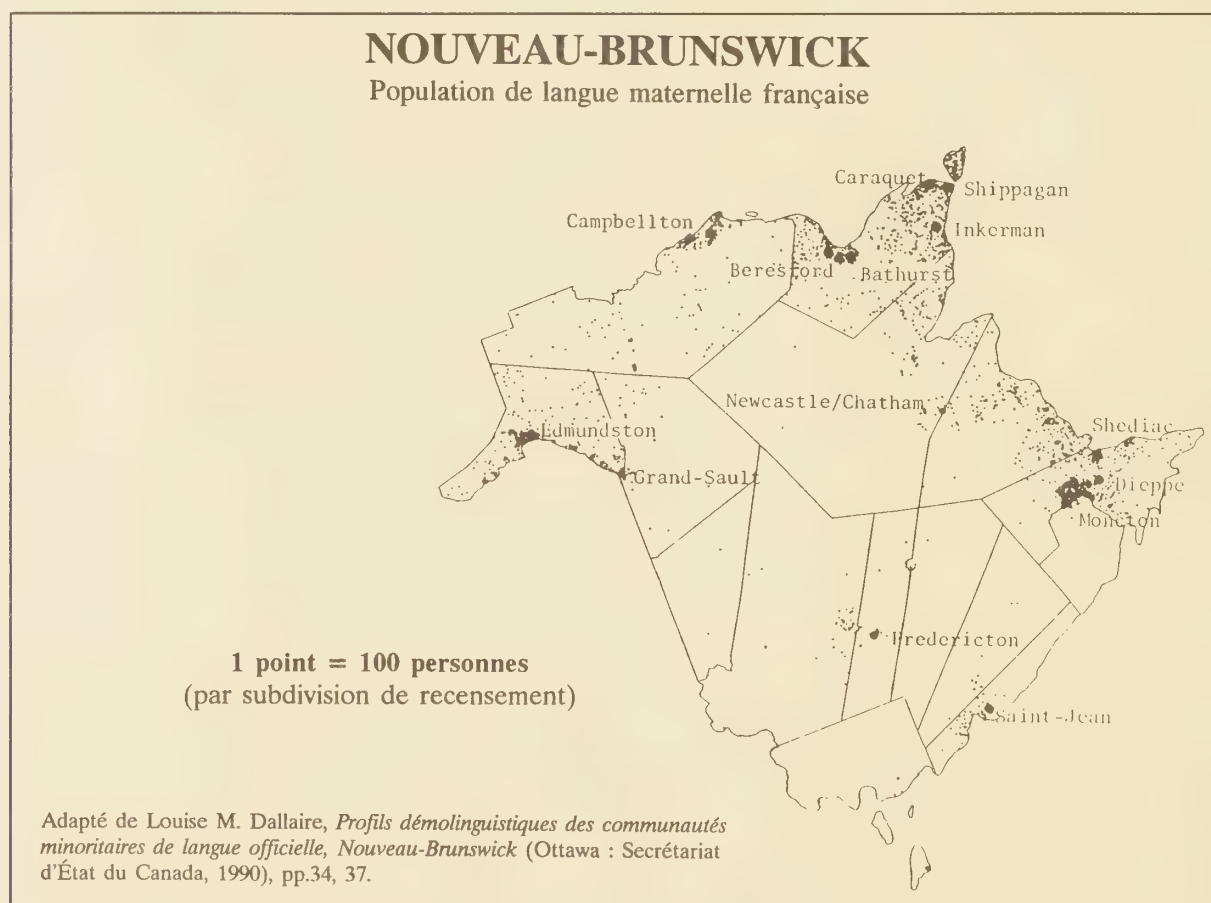 NOUVEAU-BRUNSWICK
Population de langue maternelle française
Caraquet
Shippagan
Campbellton
Inkerman
Beresford
Bathurst
Newcastle/Chatham
Shediac
Edmundston
Grand-Sault
Dieppe
Moncton
Fredericton
1 point = 100 personnes
(par subdivision de recensement)
Saint-Jean
Adapté de Louise M. Dallaire, Profils démolinguistiques des communautés
minoritaires de langue officielle, Nouveau-Brunswick (Ottawa : Secrétariat
d'État du Canada, 1990), pp.34, 37.